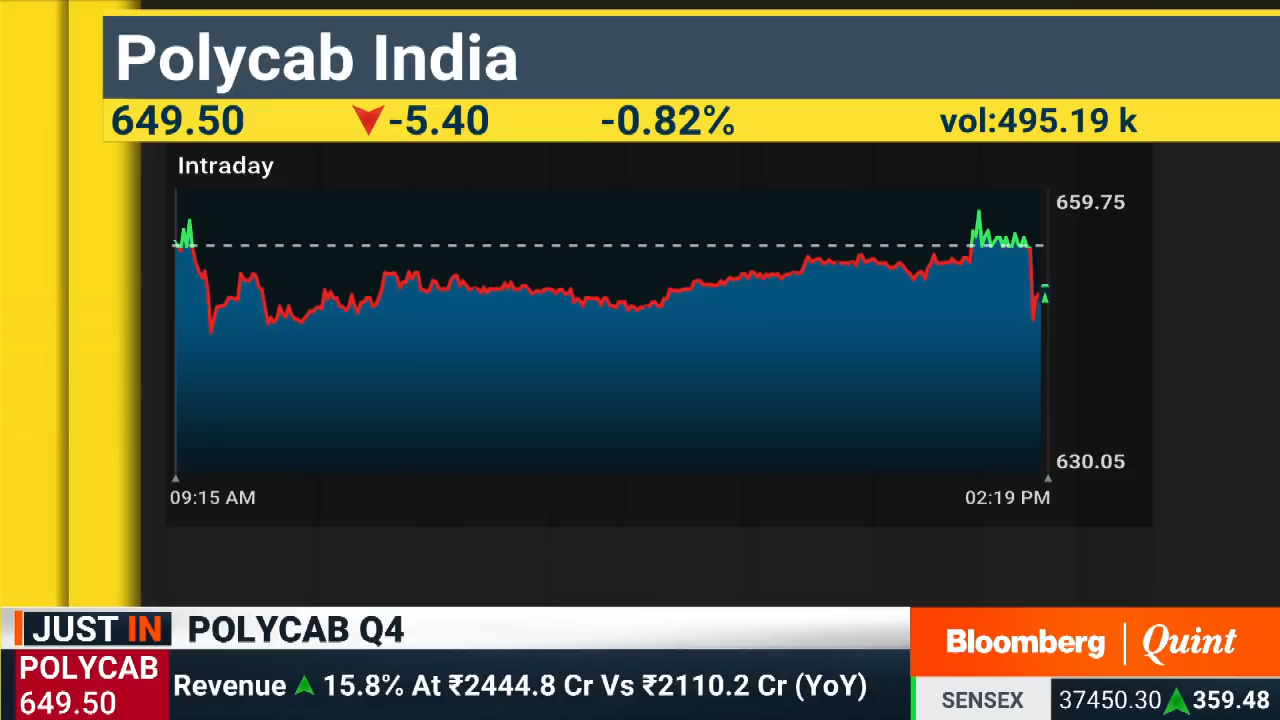 Polycab India
649.50 -5.40 -0.82% vol:495.19 k
Intraday
659.75
630.05
09:15 AM 02:19 PM
JUST IN POLYCAB Q4
POLYCAB
649.50
Revenue ▲ 15.8% At ₹2444.8 Cr Vs ₹2110.2 Cr (YoY)
Bloomberg | Quint
SENSEX 37450.30 ▲ 359.48